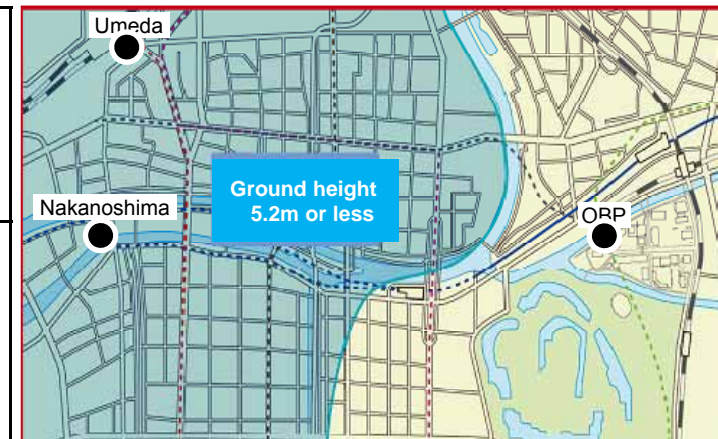 Umeda
Ground height
5.2m or less
Nakanoshima
OBP